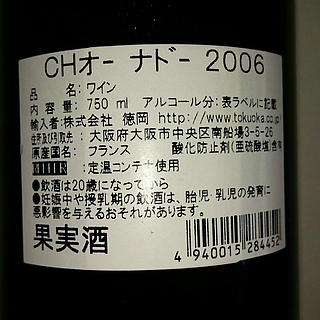 CHオー ナドー 2006
品 名:ワイン
内 容 量: 750 ml アルコール分:表ラベルに記載
輸入者:株式会社 徳岡 http://www.tokuoka.co.jp/
住所及び引取先: 大阪府大阪市中央区南船場3-5-26
原産国名: フランス 酸化防止剤(亜硫酸塩)含有
:定温コンテナ使用
●飲酒は20歳になってから
●妊娠中や授乳期の飲酒は、胎児・乳児の発育に
悪影響を与えるおそれがあります。
果実酒
4 940015 284452